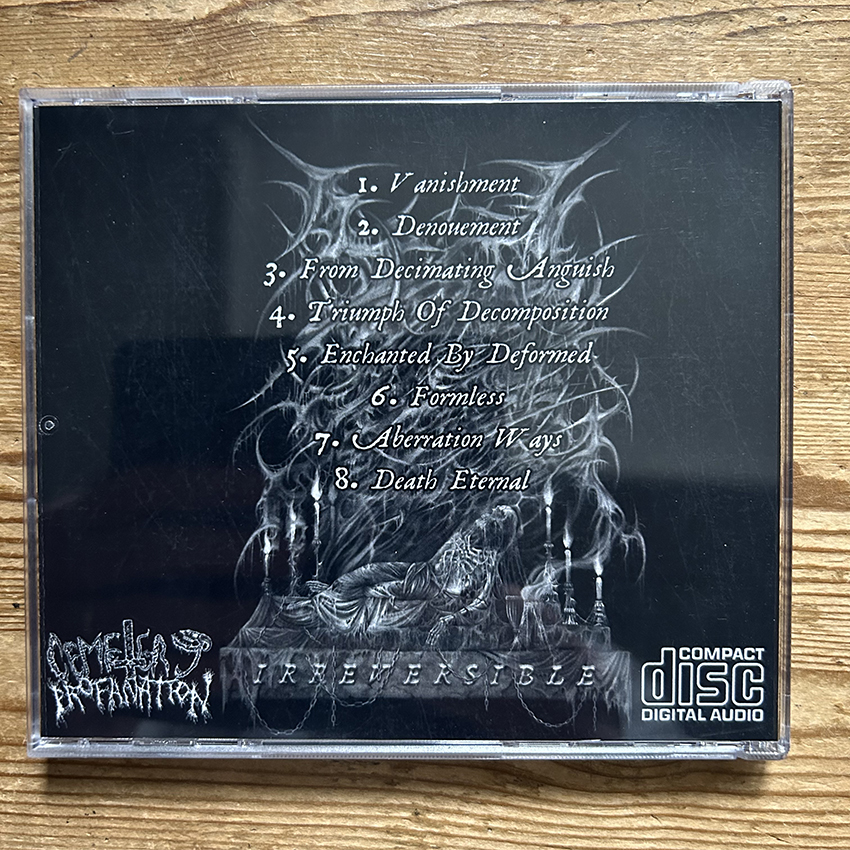 1. Vanishment
2. Denouement
3. From Decimating Anguish
4. Triumph Of Decomposition
5. Enchanted By Deformed
6. Formless
7. Aberration Ways
8. Death Eternal
IRREVERSIBLE
CEMETERY
PROFANATION
COMPACT
disc
DIGITAL AUDIO